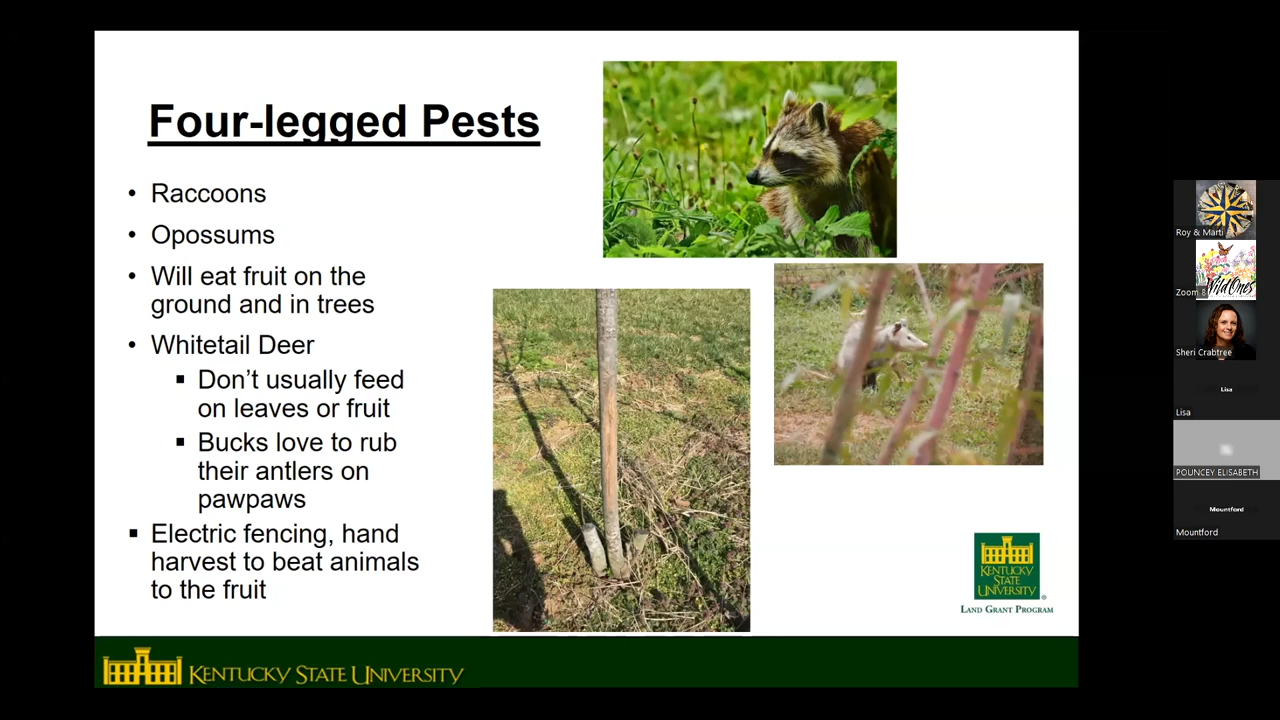 Four-legged Pests
• Raccoons
• Opossums
• Will eat fruit on the
ground and in trees
• Whitetail Deer
▪ Don’t usually feed
on leaves or fruit
▪ Bucks love to rub
their antlers on
pawpaws
▪ Electric fencing, hand
harvest to beat animals
to the fruit
KENTUCKY
STATE
UNIVERSITY
LAND GRANT PROGRAM
KENTUCKY STATE UNIVERSITY
Roy & Marti
Wild Ones
Zoom 8
Sheri Crabtree
Lisa
Lisa
POUNCEY ELISABETH
Mountford
Mountford